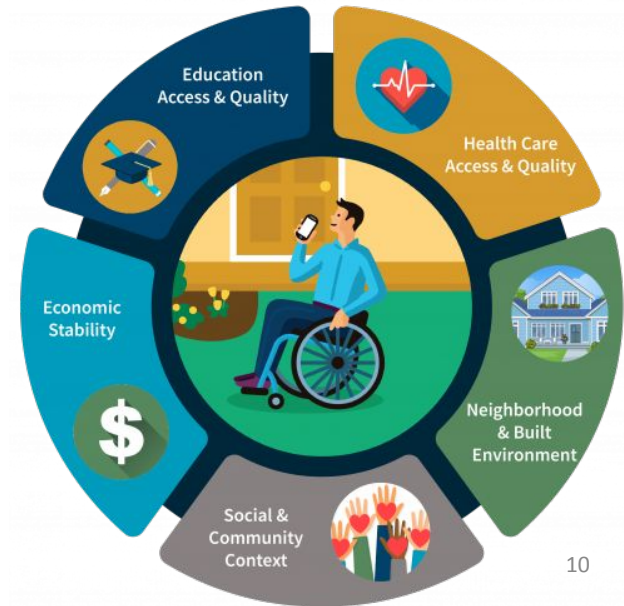 Education
Access & Quality
Health Care
Access & Quality
Economic
Stability
$
Neighborhood
& Built
Environment
Social &
Community
Context
10